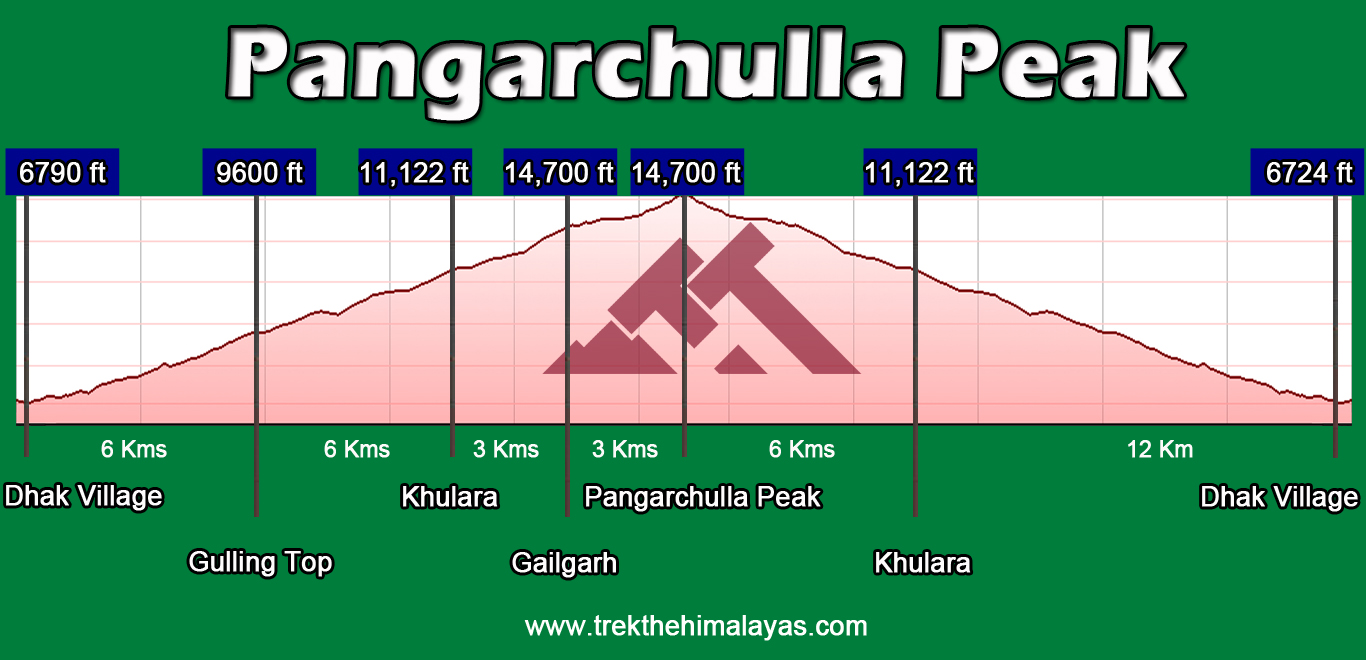 Pangarchulla Peak
6790 ft 9600 ft 11,122 ft 14,700 ft 14,700 ft 11,122 ft 6724 ft
6 Kms 6 Kms 3 Kms 3 Kms 6 Kms 12 Km
Dhak Village Khulara Pangarchulla Peak Dhak Village
Gulling Top Gailgarh Khulara
www.trekthehimalayas.com